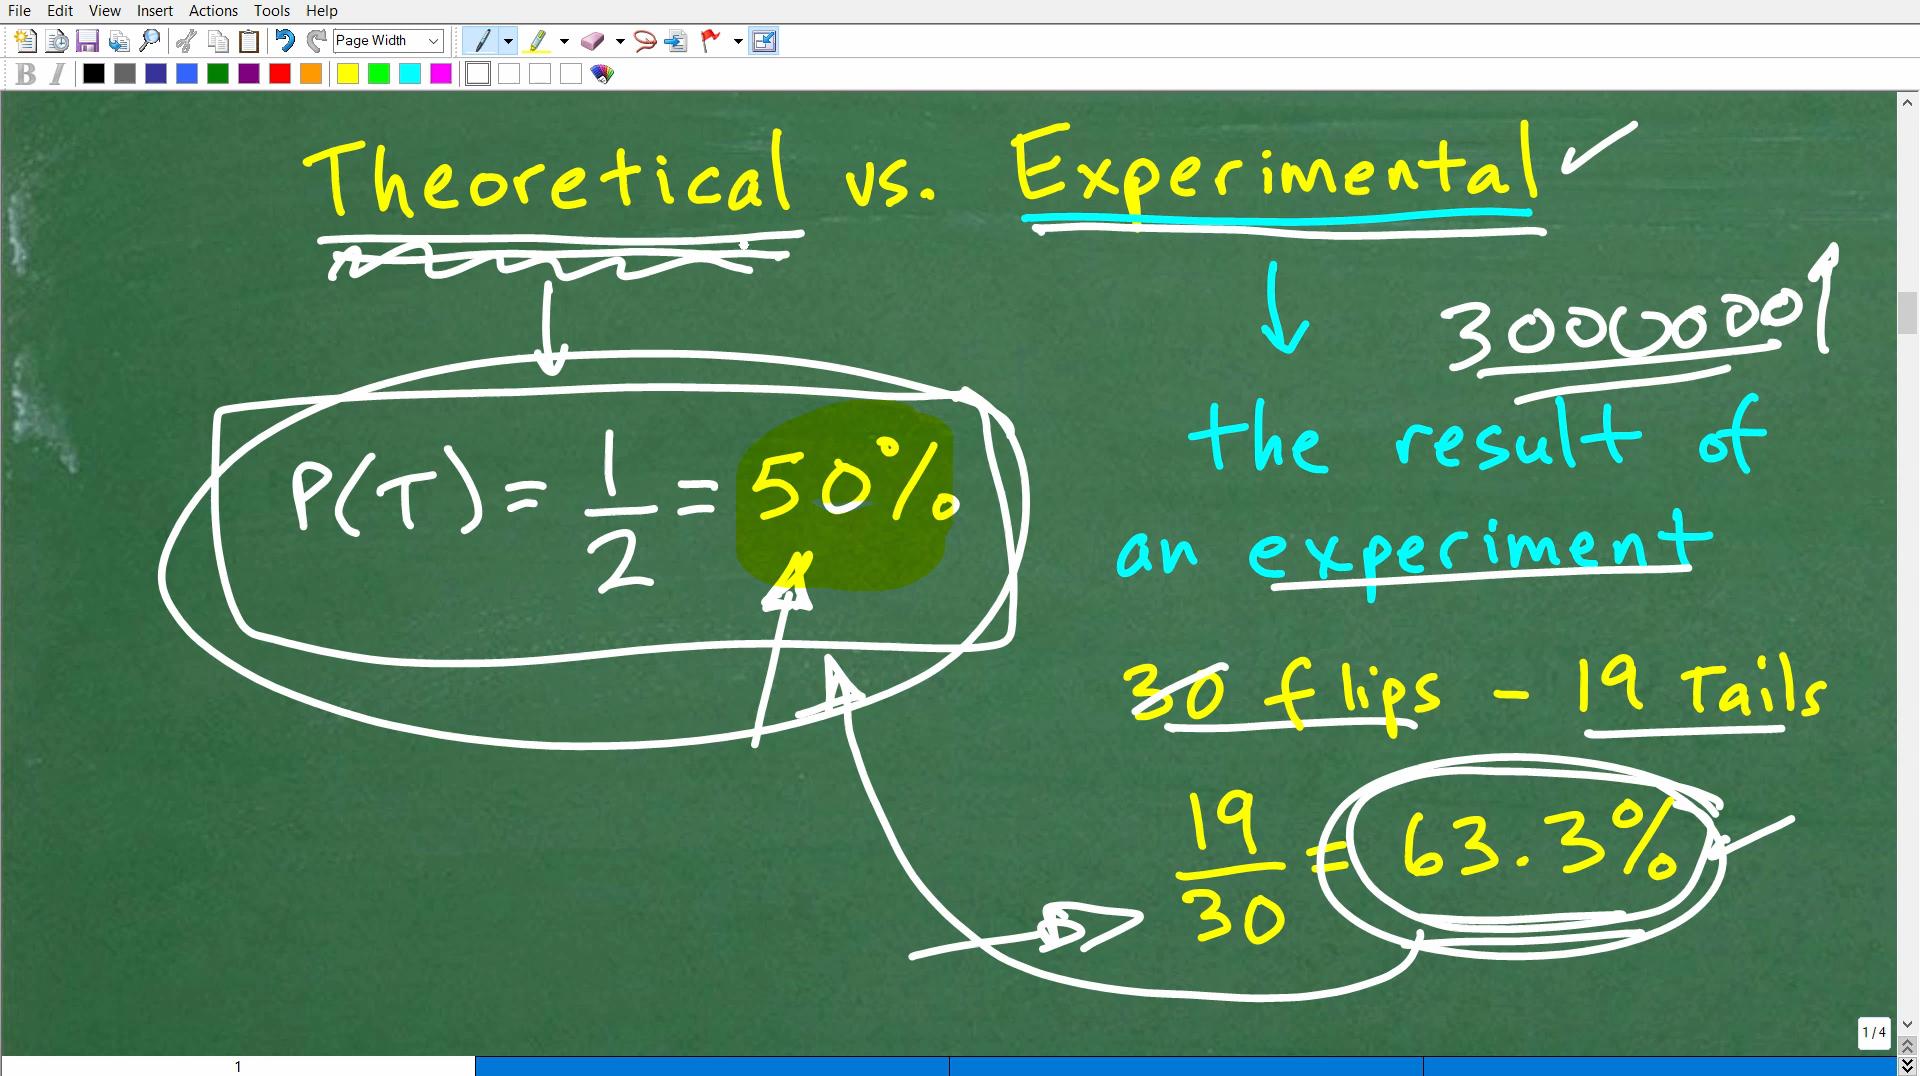 File Edit View Insert Actions Tools Help
Page Width
B I
Theoretical vs. Experimental
3000000
P(T) = 1/2 = 50%
the result of
an experiment
30 flips - 19 Tails
19/30 = 63.3%
1 / 4
1